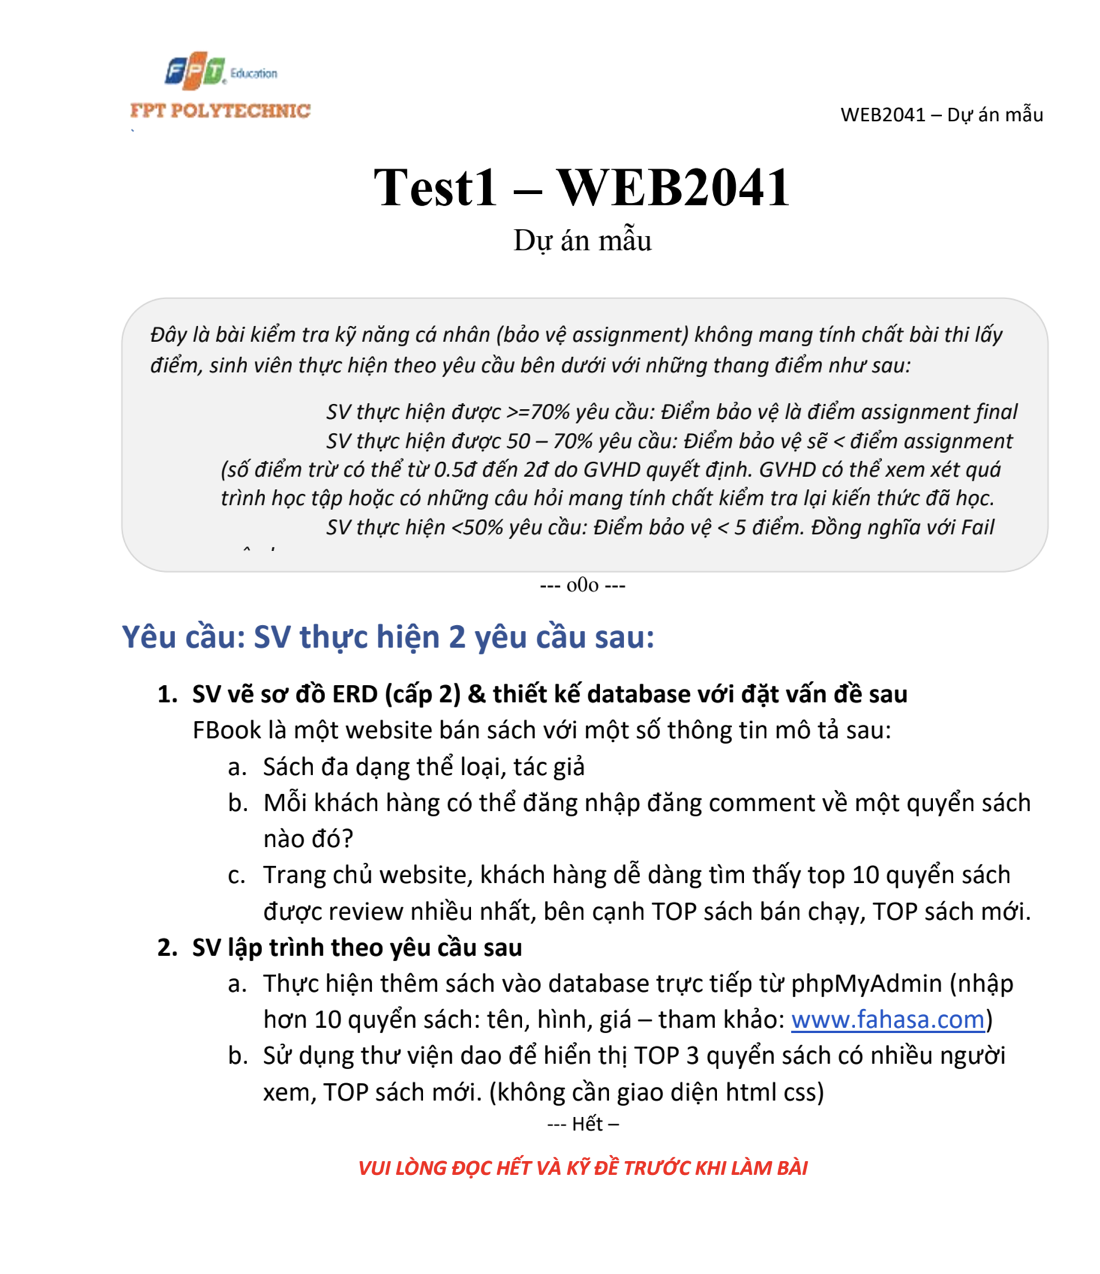 FPT Education
FPT POLYTECHNIC
`
WEB2041 – Dự án mẫu
Test1 – WEB2041
Dự án mẫu
Đây là bài kiểm tra kỹ năng cá nhân (bảo vệ assignment) không mang tính chất bài thi lấy
điểm, sinh viên thực hiện theo yêu cầu bên dưới với những thang điểm như sau:
SV thực hiện được >=70% yêu cầu: Điểm bảo vệ là điểm assignment final
SV thực hiện được 50 – 70% yêu cầu: Điểm bảo vệ sẽ < điểm assignment
(số điểm trừ có thể từ 0.5đ đến 2đ do GVHD quyết định. GVHD có thể xem xét quá
trình học tập hoặc có những câu hỏi mang tính chất kiểm tra lại kiến thức đã học.
SV thực hiện <50% yêu cầu: Điểm bảo vệ < 5 điểm. Đồng nghĩa với Fail
--- o0o ---
Yêu cầu: SV thực hiện 2 yêu cầu sau:
1. SV vẽ sơ đồ ERD (cấp 2) & thiết kế database với đặt vấn đề sau
FBook là một website bán sách với một số thông tin mô tả sau:
a. Sách đa dạng thể loại, tác giả
b. Mỗi khách hàng có thể đăng nhập đăng comment về một quyển sách
nào đó?
c. Trang chủ website, khách hàng dễ dàng tìm thấy top 10 quyển sách
được review nhiều nhất, bên cạnh TOP sách bán chạy, TOP sách mới.
2. SV lập trình theo yêu cầu sau
a. Thực hiện thêm sách vào database trực tiếp từ phpMyAdmin (nhập
hơn 10 quyển sách: tên, hình, giá – tham khảo: www.fahasa.com)
b. Sử dụng thư viện dao để hiển thị TOP 3 quyển sách có nhiều người
xem, TOP sách mới. (không cần giao diện html css)
--- Hết –
VUI LÒNG ĐỌC HẾT VÀ KỸ ĐỀ TRƯỚC KHI LÀM BÀI